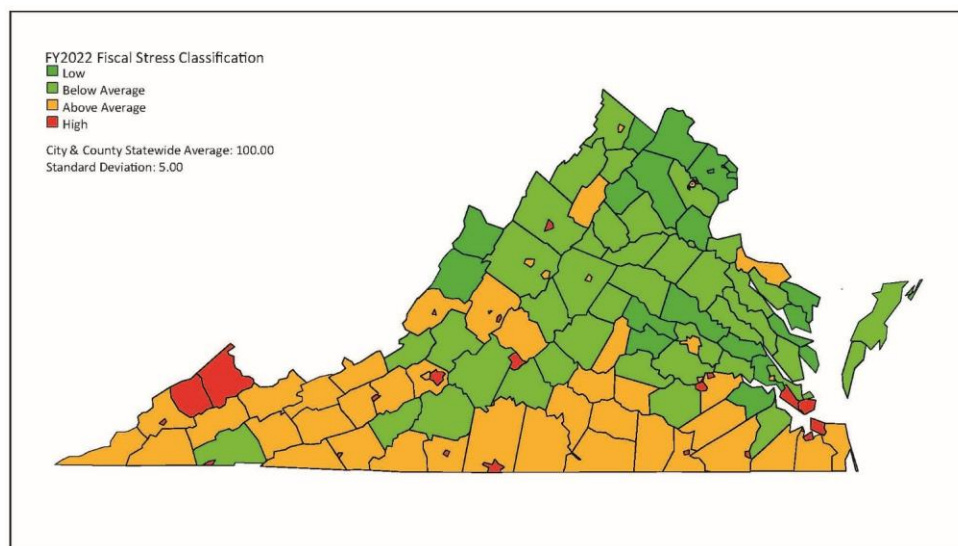 FY2022 Fiscal Stress Classification
Low
Below Average
Above Average
High
City & County Statewide Average: 100.00
Standard Deviation: 5.00